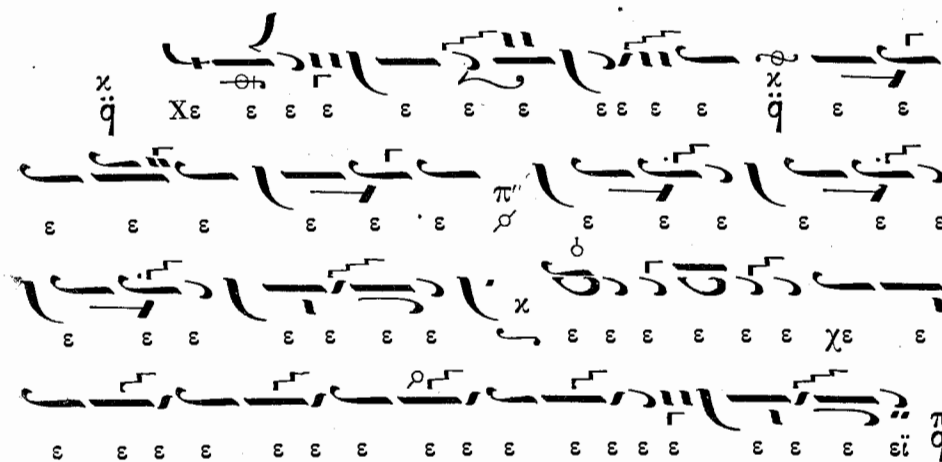 ϰ q̈ Χε ε ε ε ε ε ε ε ε ε ε ϰ q̈ ε ε
ε ε ε ε ε ε π'' ε ε ε ε ε ε
ε ε ε ε ε ε ε ϰ ε ε ε ε ε ε χε ε
ε ε ε ε ε ε ε ε ε ε ε ε ε ε ε ε ε εϊ π q